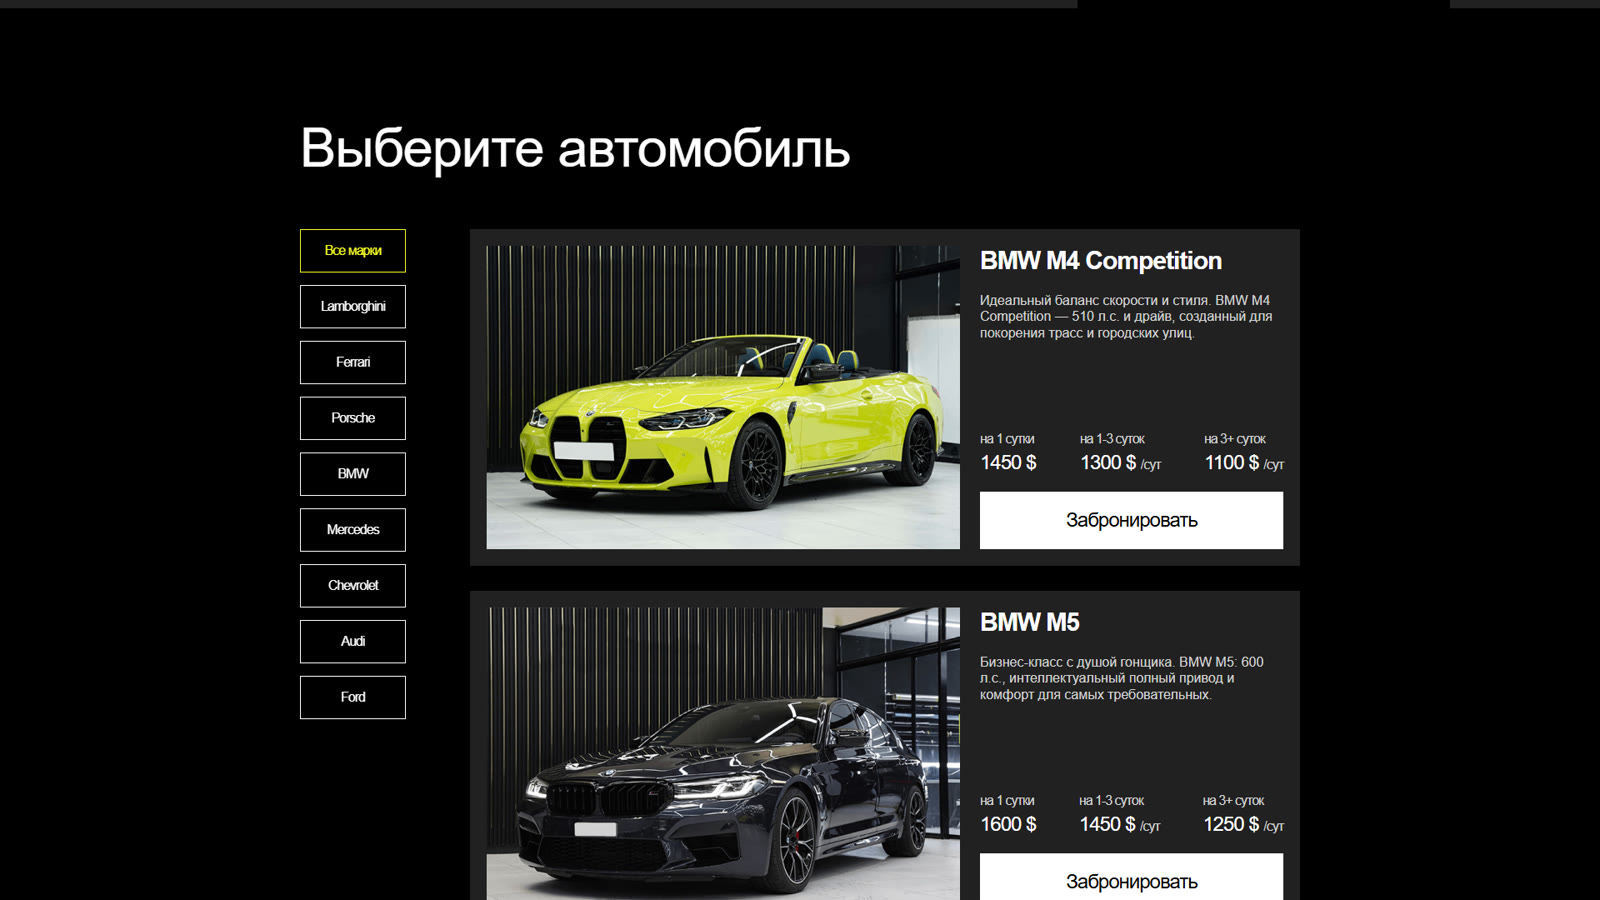 Выберите автомобиль
Все марки
Lamborghini
Ferrari
Porsche
BMW
Mercedes
Chevrolet
Audi
Ford
BMW M4 Competition
Идеальный баланс скорости и стиля. BMW M4
Competition — 510 л.с. и драйв, созданный для
покорения трасс и городских улиц.
на 1 сутки на 1-3 суток на 3+ суток
1450 $ 1300 $ /сут 1100 $ /сут
Забронировать
BMW M5
Бизнес-класс с душой гонщика. BMW M5: 600
л.с., интеллектуальный полный привод и
комфорт для самых требовательных.
на 1 сутки на 1-3 суток на 3+ суток
1600 $ 1450 $ /сут 1250 $ /сут
Забронировать